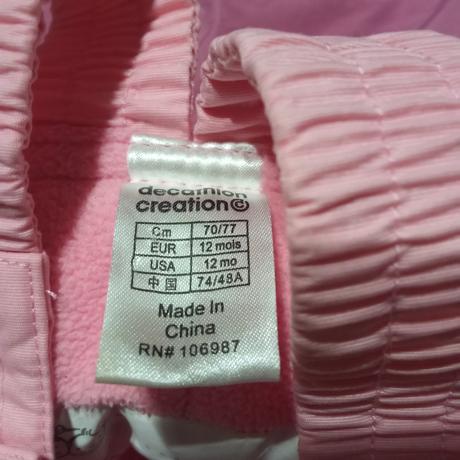 decathlon
creation©
Cm 70/77
EUR 12 mois
USA 12 mo
中国 74/48A
Made In
China
RN# 106987